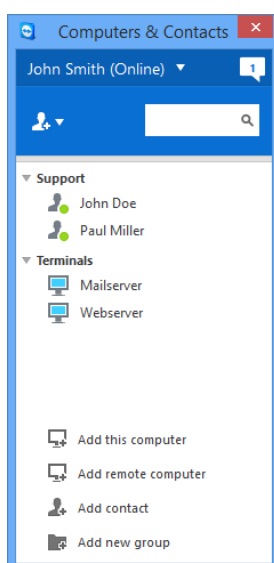 Computers & Contacts
John Smith (Online)
1
Support
John Doe
Paul Miller
Terminals
Mailserver
Webserver
Add this computer
Add remote computer
Add contact
Add new group